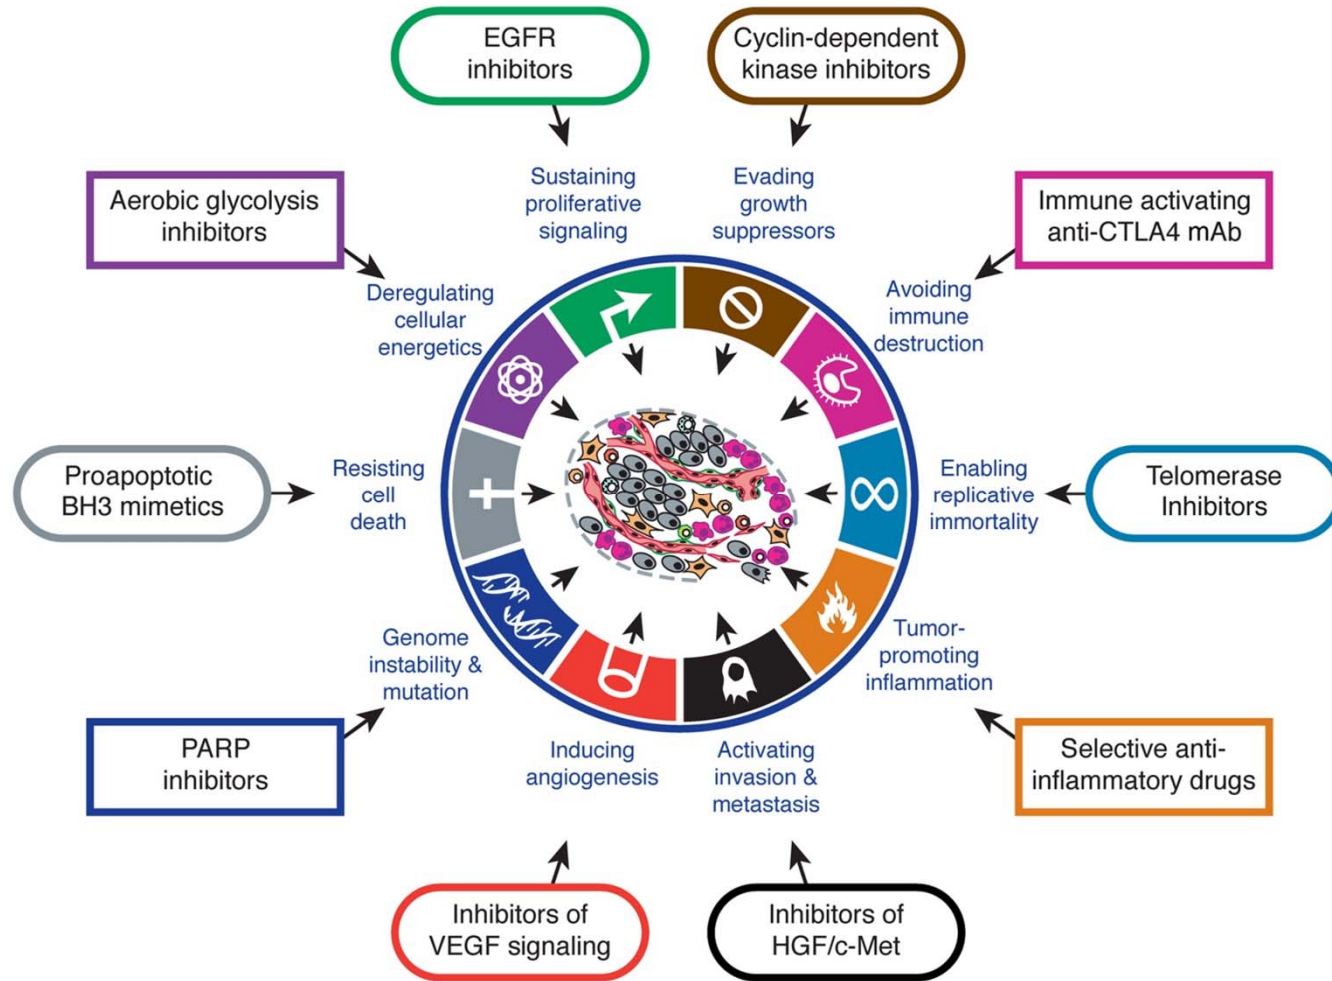 EGFR
inhibitors
Cyclin-dependent
kinase inhibitors
Aerobic glycolysis
inhibitors
Sustaining
proliferative
signaling
Evading
growth
suppressors
Immune activating
anti-CTLA4 mAb
Deregulating
cellular
energetics
Avoiding
immune
destruction
Proapoptotic
BH3 mimetics
Resisting
cell
death
Enabling
replicative
immortality
Telomerase
Inhibitors
Genome
instability &
mutation
Tumor-
promoting
inflammation
PARP
inhibitors
Inducing
angiogenesis
Activating
invasion &
metastasis
Selective anti-
inflammatory drugs
Inhibitors of
VEGF signaling
Inhibitors of
HGF/c-Met